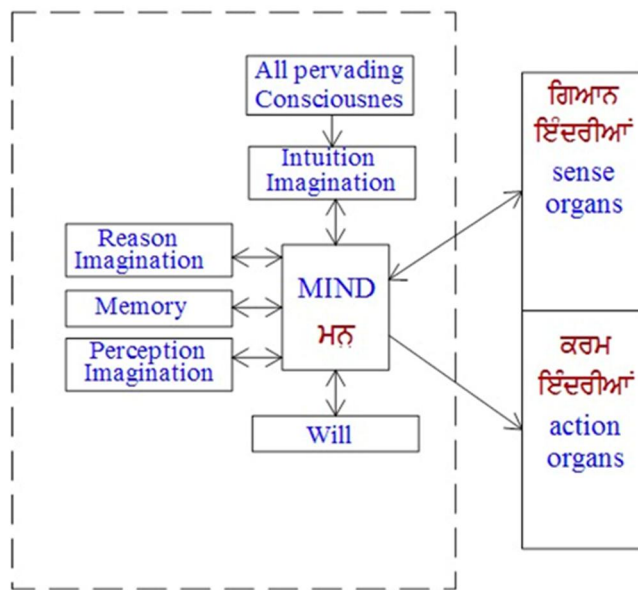 All pervading
Consciousnes
Intuition
Imagination
Reason
Imagination
Memory
Perception
Imagination
MIND
ਮਨੁ
Will
ਗਿਆਨ
ਇੰਦਰੀਆਂ
sense
organs
ਕਰਮ
ਇੰਦਰੀਆਂ
action
organs